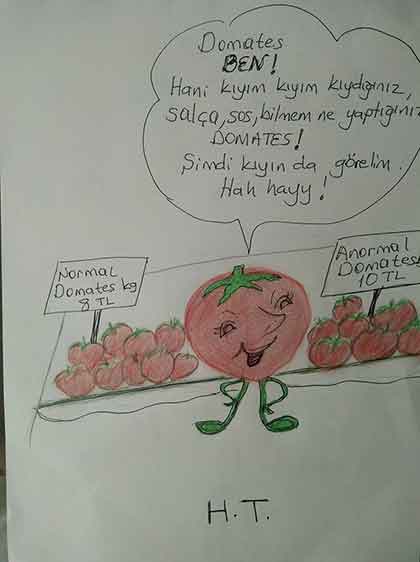 Domates
BEN!
Hani kıyım kıyım kıydığınız,
salça, sos, bilmem ne yaptığınız
DOMATES!
Şimdi kıyın da görelim.
Hah hayy!
Normal
Domates kg
8 TL
Anormal
Domates
10 TL
H.T.